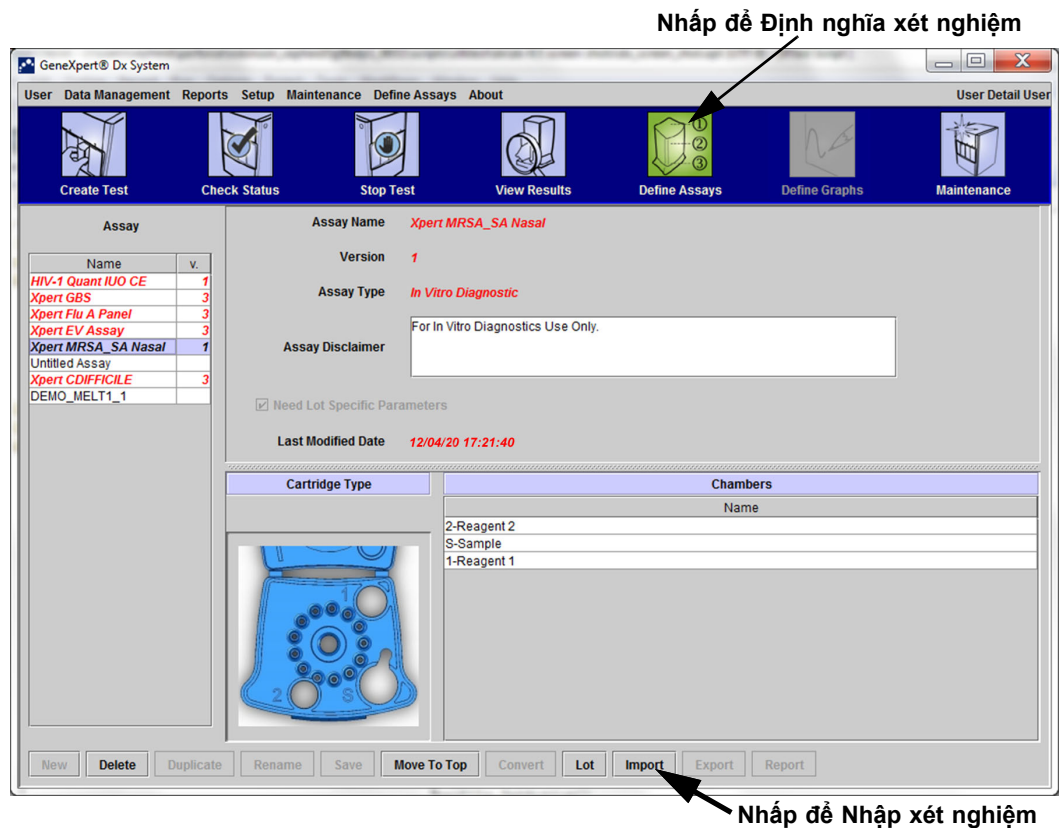 Nhấp để Định nghĩa xét nghiệm
GeneXpert® Dx System
User Data Management Reports Setup Maintenance Define Assays About User Detail User
① ② ③
Create Test Check Status Stop Test View Results Define Assays Define Graphs Maintenance
Assay
Name v.
HIV-1 Quant IUO CE 1
Xpert GBS 3
Xpert Flu A Panel 3
Xpert EV Assay 3
Xpert MRSA_SA Nasal 1
Untitled Assay
Xpert CDIFFICILE 3
DEMO_MELT1_1
Assay Name Xpert MRSA_SA Nasal
Version 1
Assay Type In Vitro Diagnostic
Assay Disclaimer For In Vitro Diagnostics Use Only.
Need Lot Specific Parameters
Last Modified Date 12/04/20 17:21:40
Cartridge Type
1
2 S
Chambers
Name
2-Reagent 2
S-Sample
1-Reagent 1
New Delete Duplicate Rename Save Move To Top Convert Lot Import Export Report
Nhấp để Nhập xét nghiệm